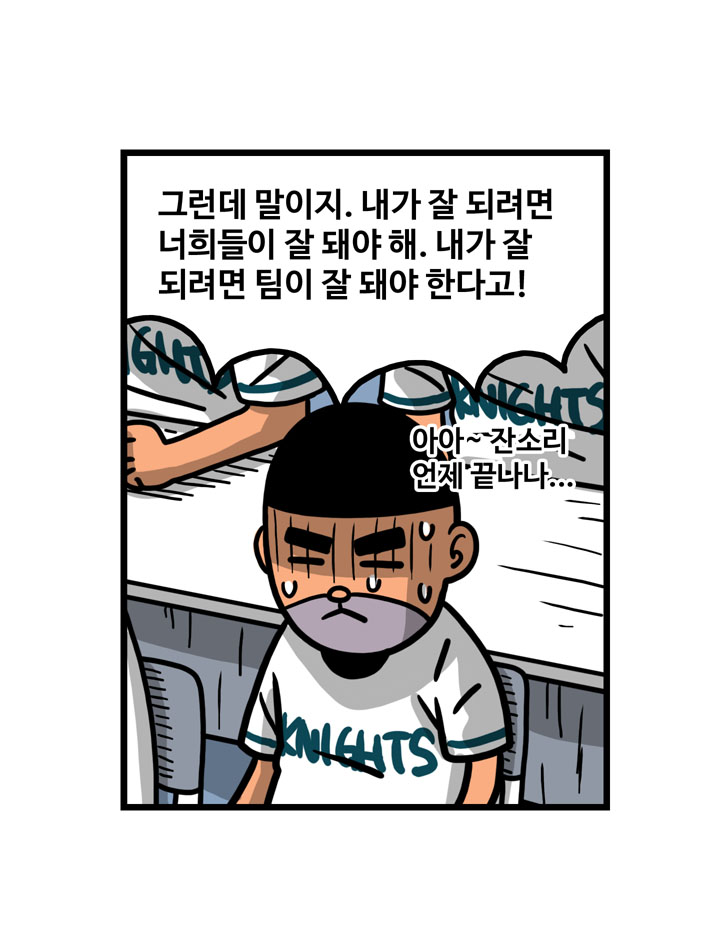 그런데 말이지. 내가 잘 되려면
너희들이 잘 돼야 해. 내가 잘
되려면 팀이 잘 돼야 한다고!
KNIGHTS
아아~ 잔소리
언제 끝나나...
KNIGHTS